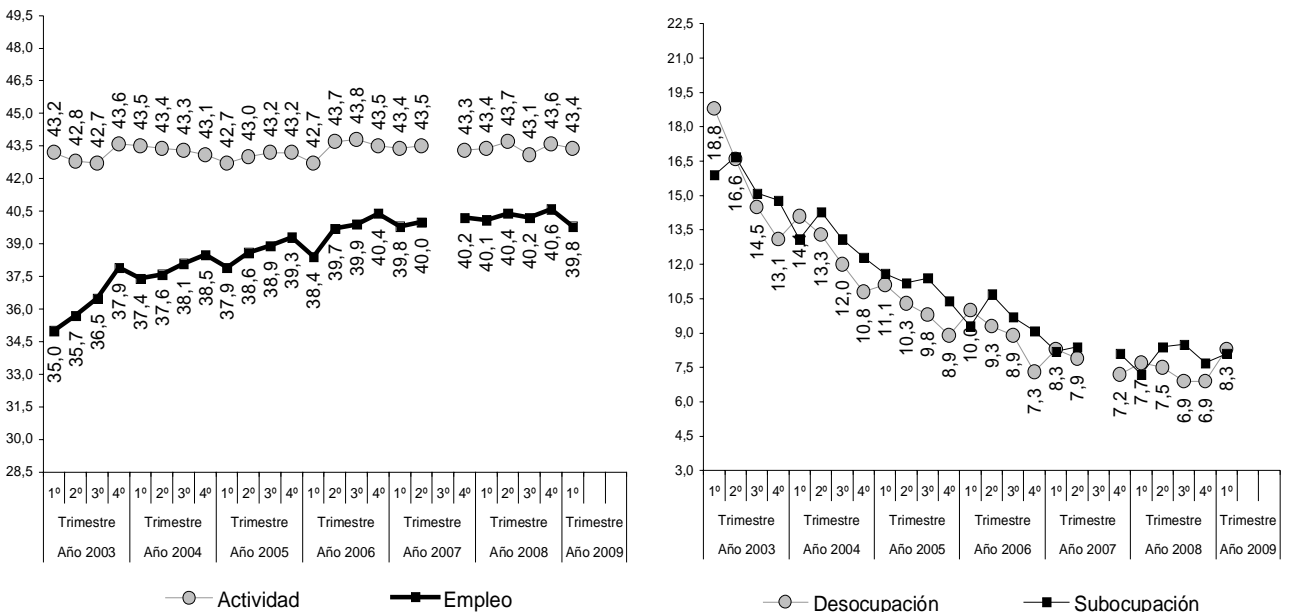 49,5
48,0
46,5
45,0
43,5
42,0
40,5
39,0
37,5
36,0
34,5
33,0
31,5
30,0
28,5
43,2 42,8 42,7 43,6 43,5 43,4 43,3 43,1 42,7 43,0 43,2 43,2 42,7 43,7 43,8 43,5 43,4 43,5 43,3 43,4 43,7 43,1 43,6 43,4
35,0 35,7 36,5 37,9 37,4 37,6 38,1 38,5 37,9 38,6 38,9 39,3 38,4 39,7 39,9 40,4 39,8 40,0 40,2 40,1 40,4 40,2 40,6 39,8
1º 2º 3º 4º 1º 2º 3º 4º 1º 2º 3º 4º 1º 2º 3º 4º 1º 2º 3º 4º 1º 2º 3º 4º 1º
Trimestre Trimestre Trimestre Trimestre Trimestre Trimestre Trimestre
Año 2003 Año 2004 Año 2005 Año 2006 Año 2007 Año 2008 Año 2009
Actividad Empleo
22,5
21,0
19,5
18,0
16,5
15,0
13,5
12,0
10,5
9,0
7,5
6,0
4,5
3,0
18,8 16,6 14,5 13,1 14, 13,3 12,0 10,8 11,1 10,3 9,8 8,9 10,0 9,3 8,9 7,3 8,3 7,9 7,2 7,7 7,5 6,9 6,9 8,3
1º 2º 3º 4º 1º 2º 3º 4º 1º 2º 3º 4º 1º 2º 3º 4º 1º 2º 3º 4º 1º 2º 3º 4º 1º
Trimestre Trimestre Trimestre Trimestre Trimestre Trimestre Trimestre
Año 2003 Año 2004 Año 2005 Año 2006 Año 2007 Año 2008 Año 2009
Desocupación Subocupación